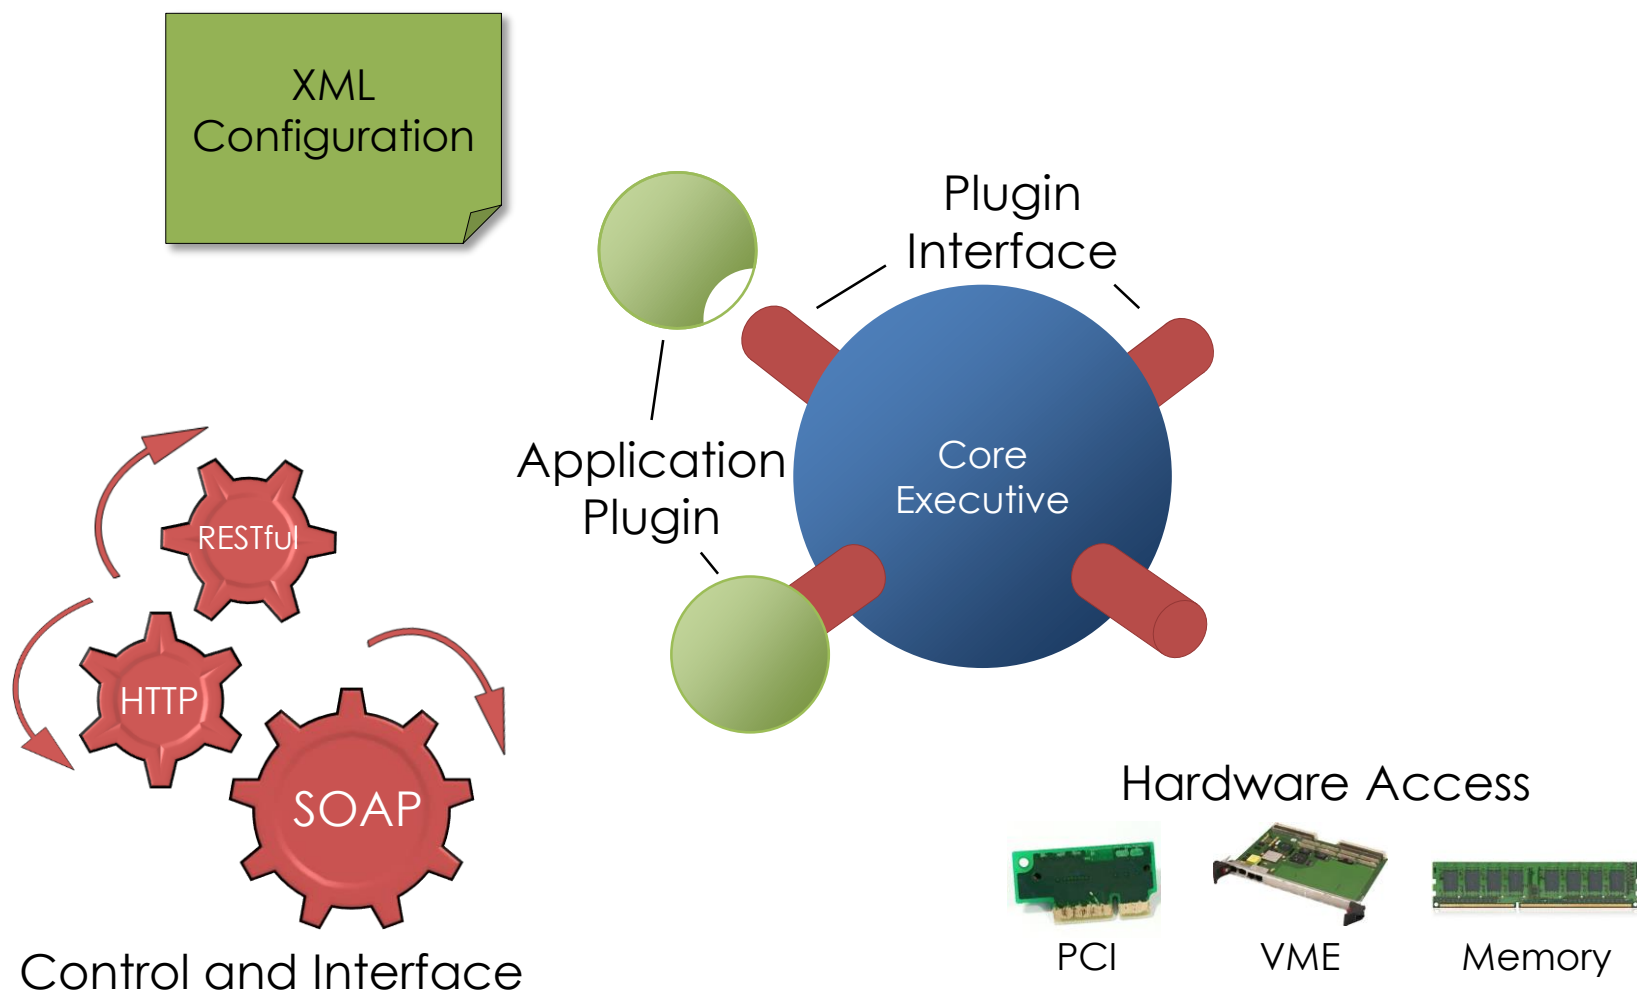 XML
Configuration
Plugin
Interface
Core
Executive
Application
Plugin
RESTful
HTTP
SOAP
Control and Interface
Hardware Access
PCI
VME
Memory